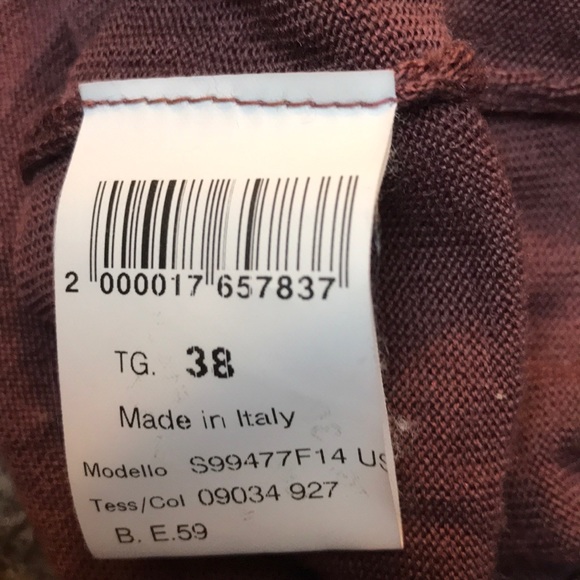 2 000017 657837
TG. 38
Made in Italy
Modello S99477F14
Tess/Col 09034 927
B. E.59